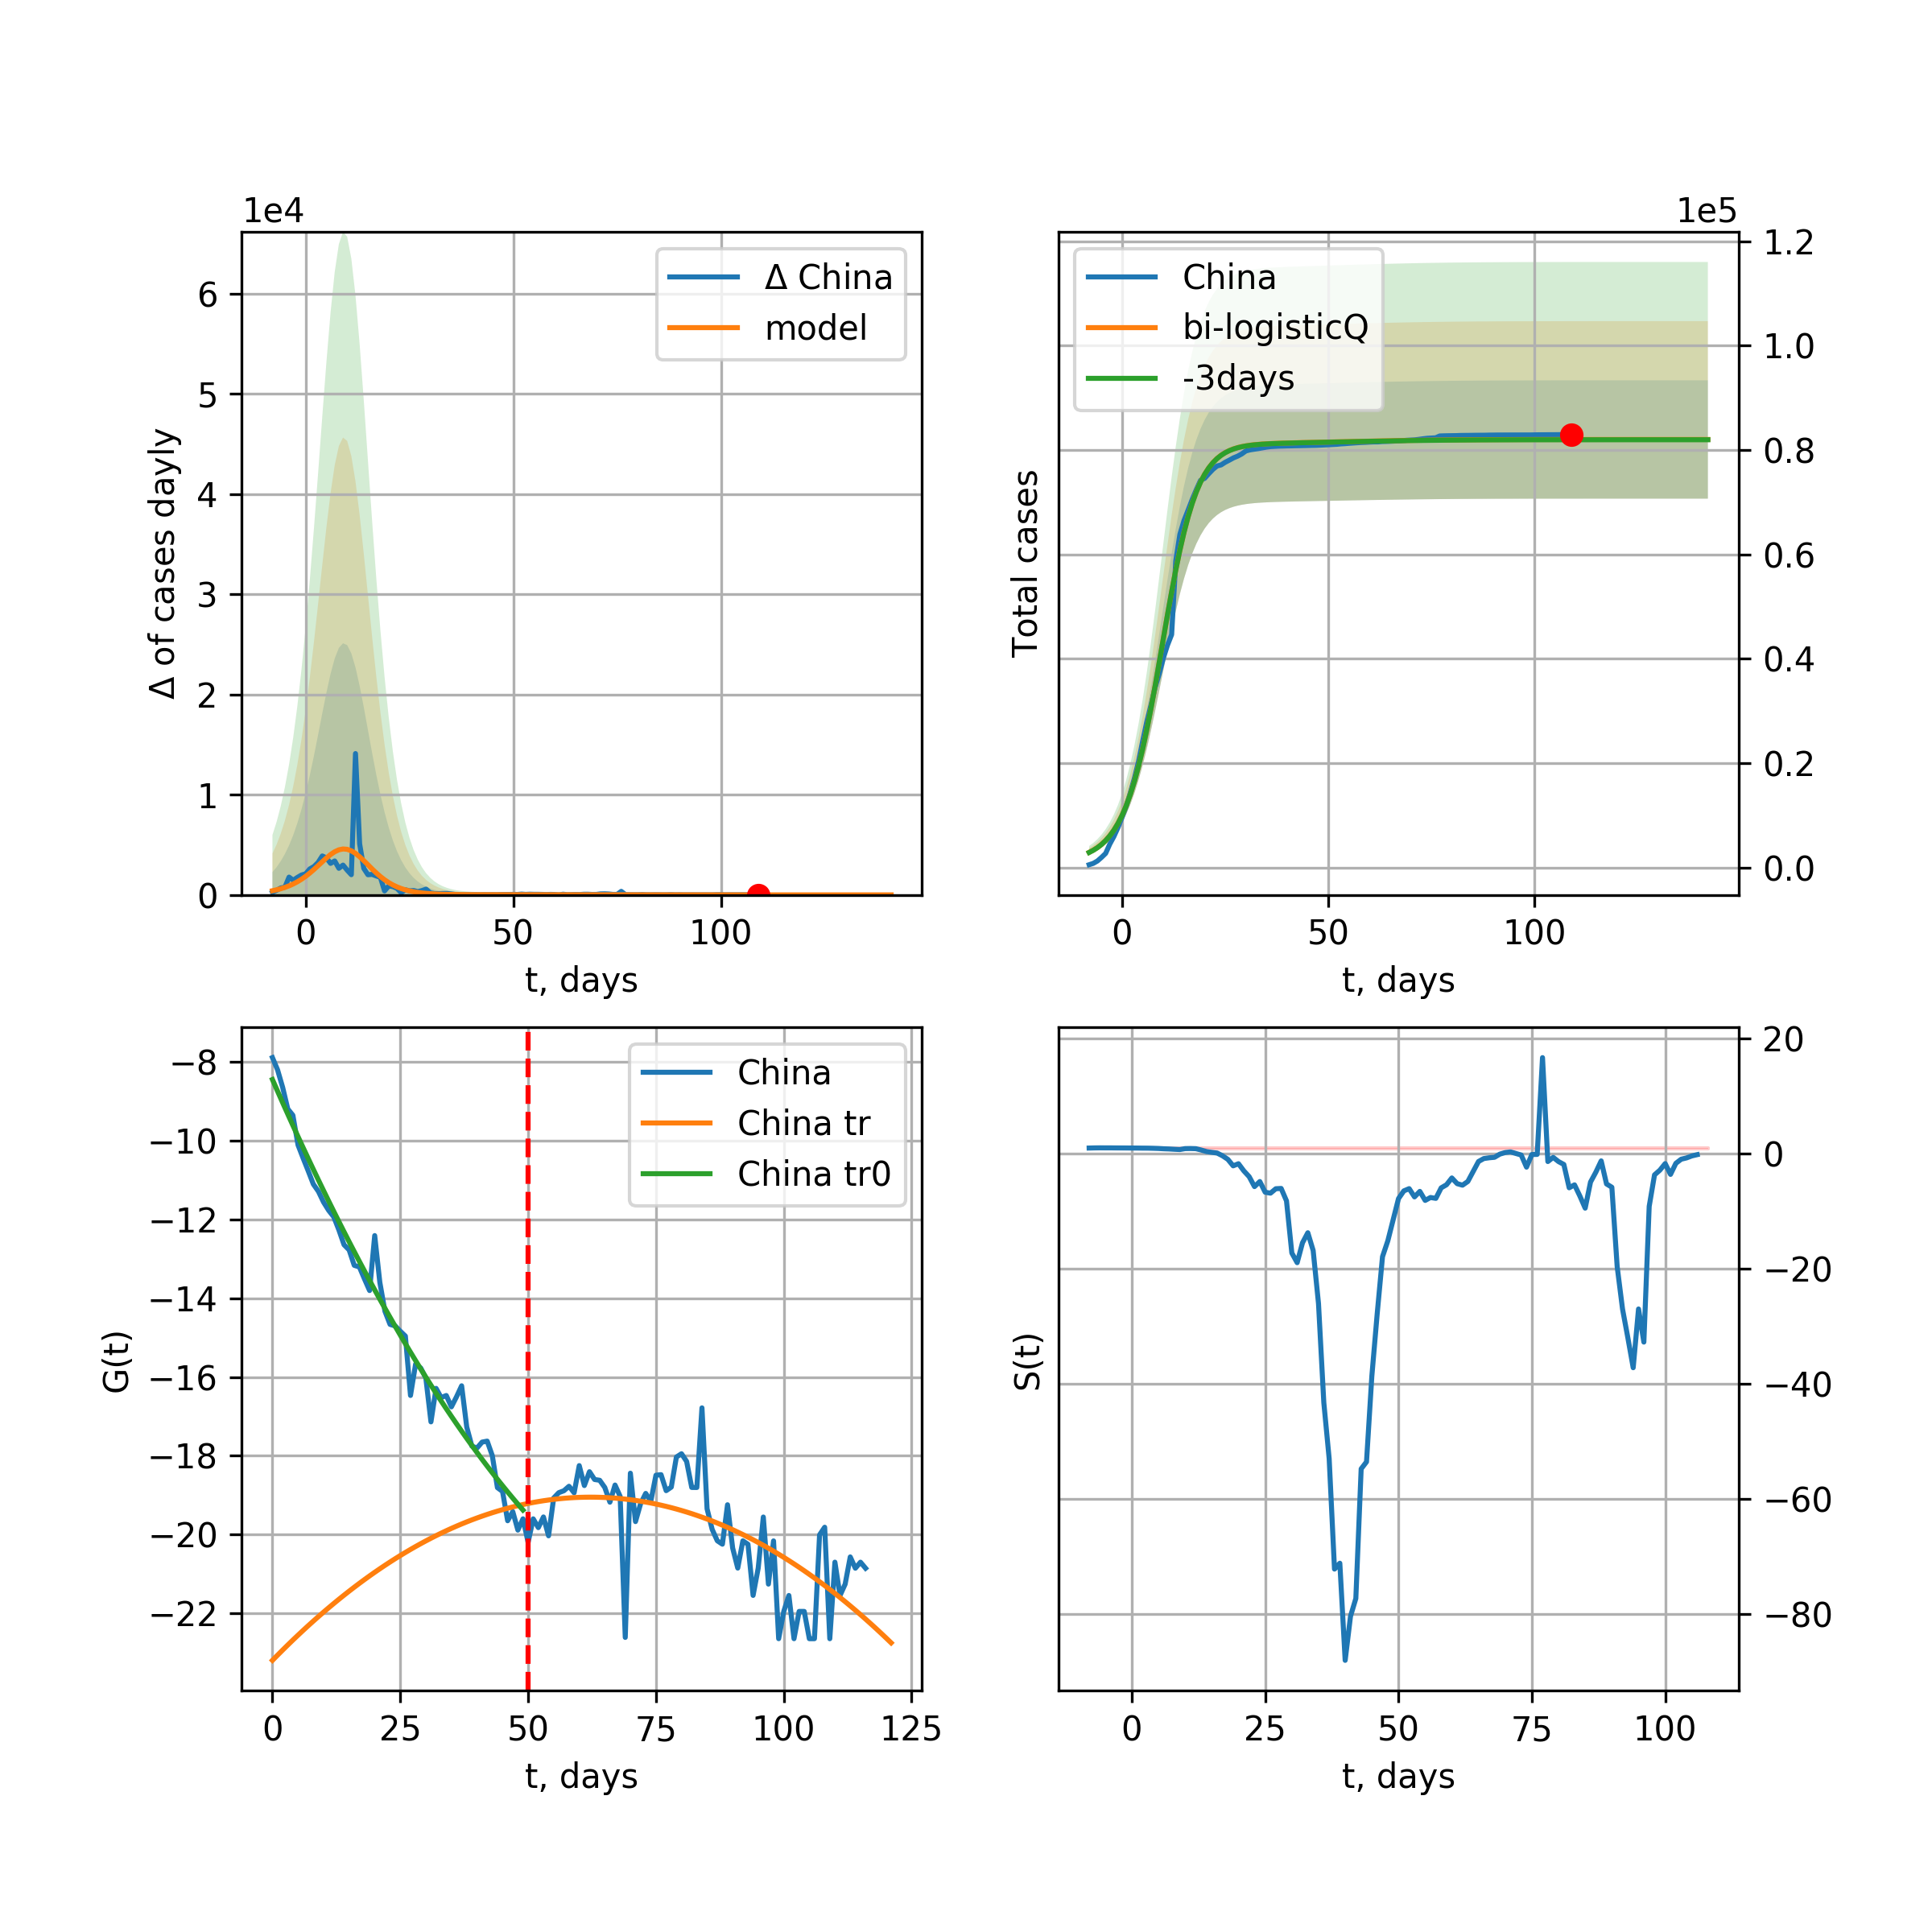 1e4
Δ of cases dayly
6
5
4
3
2
1
0
Δ China
model
0 50 100
t, days
1e5
Total cases
China
bi-logisticQ
-3days
1.2
1.0
0.8
0.6
0.4
0.2
0.0
0 50 100
t, days
G(t)
−8
−10
−12
−14
−16
−18
−20
−22
China
China tr
China tr0
0 25 50 75 100 125
t, days
S(t)
20
0
−20
−40
−60
−80
0 25 50 75 100
t, days